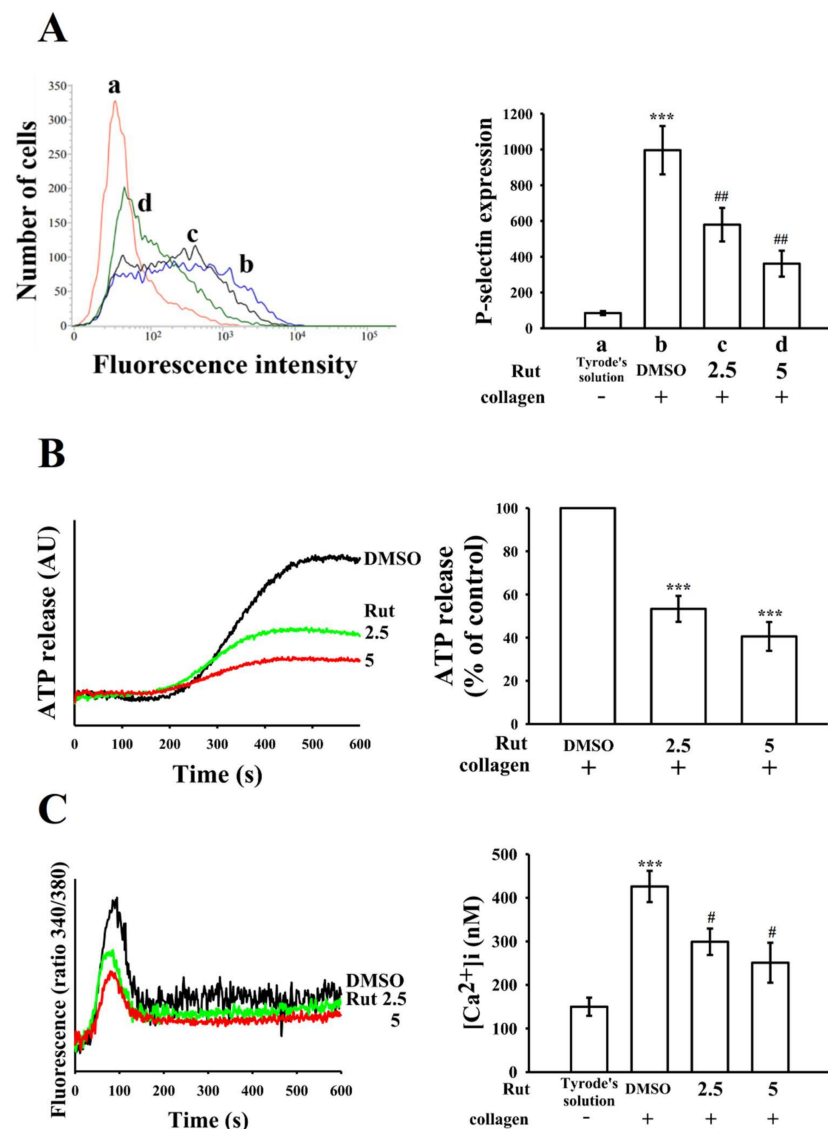 A
350
300
250
200
150
100
50
0
Number of cells
a
d
c
b
0 10² 10³ 10⁴ 10⁵
Fluorescence intensity
1200
1000
800
600
400
200
0
P-selectin expression
***
##
##
a b c d
Rut Tyrode's solution DMSO 2.5 5
collagen - + + +
B
ATP release (AU)
DMSO
Rut
2.5
5
0 100 200 300 400 500 600
Time (s)
100
80
60
40
20
0
ATP release
(% of control)
***
***
Rut DMSO 2.5 5
collagen + + +
C
Fluorescence (ratio 340/380)
DMSO
Rut 2.5
5
0 100 200 300 400 500 600
Time (s)
500
400
300
200
100
0
[Ca²⁺]i (nM)
***
#
#
Rut Tyrode's solution DMSO 2.5 5
collagen - + + +